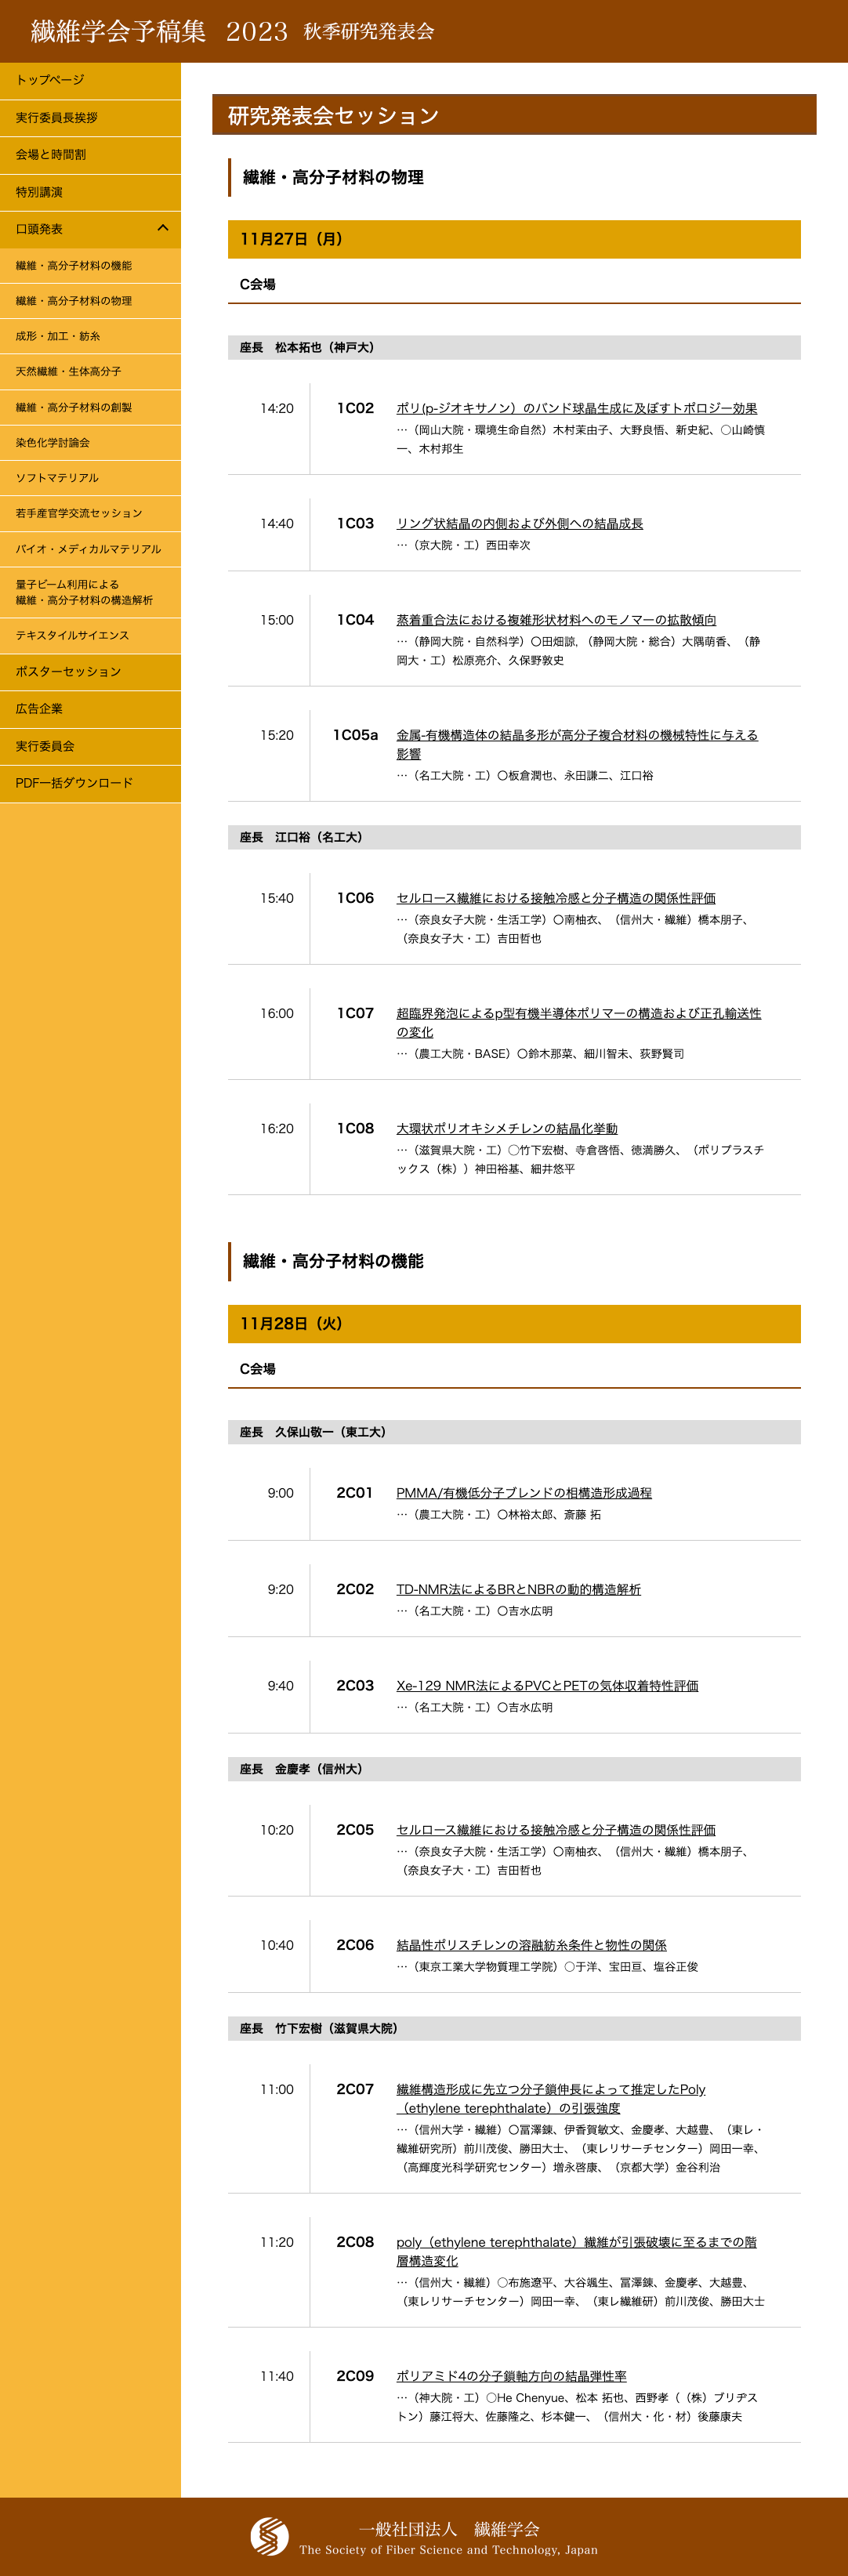 繊維学会予稿集 2023 秋季研究発表会
トップページ
実行委員長挨拶
会場と時間割
特別講演
口頭発表
繊維・高分子材料の機能
繊維・高分子材料の物理
成形・加工・紡糸
天然繊維・生体高分子
繊維・高分子材料の創製
染色化学討論会
ソフトマテリアル
若手産官学交流セッション
バイオ・メディカルマテリアル
量子ビーム利用による
繊維・高分子材料の構造解析
テキスタイルサイエンス
ポスターセッション
広告企業
実行委員会
PDF一括ダウンロード
研究発表会セッション
繊維・高分子材料の物理
11月27日（月）
C会場
座長　松本拓也（神戸大）
14:20 1C02 ポリ(p-ジオキサノン）のバンド球晶生成に及ぼすトポロジー効果
…（岡山大院・環境生命自然）木村茉由子、大野良悟、新史紀、○山崎慎
一、木村邦生
14:40 1C03 リング状結晶の内側および外側への結晶成長
…（京大院・工）西田幸次
15:00 1C04 蒸着重合法における複雑形状材料へのモノマーの拡散傾向
…（静岡大院・自然科学）〇田畑諒，（静岡大院・総合）大隅萌香、（静
岡大・工）松原亮介、久保野敦史
15:20 1C05a 金属-有機構造体の結晶多形が高分子複合材料の機械特性に与える
影響
…（名工大院・工）〇板倉潤也、永田謙二、江口裕
座長　江口裕（名工大）
15:40 1C06 セルロース繊維における接触冷感と分子構造の関係性評価
…（奈良女子大院・生活工学）〇南柚衣、（信州大・繊維）橋本朋子、
（奈良女子大・工）吉田哲也
16:00 1C07 超臨界発泡によるp型有機半導体ポリマーの構造および正孔輸送性
の変化
…（農工大院・BASE）〇鈴木那菜、細川智未、荻野賢司
16:20 1C08 大環状ポリオキシメチレンの結晶化挙動
…（滋賀県大院・工）◯竹下宏樹、寺倉啓悟、徳満勝久、（ポリプラスチ
ックス（株））神田裕基、細井悠平
繊維・高分子材料の機能
11月28日（火）
C会場
座長　久保山敬一（東工大）
9:00 2C01 PMMA/有機低分子ブレンドの相構造形成過程
…（農工大院・工）〇林裕太郎、斎藤 拓
9:20 2C02 TD-NMR法によるBRとNBRの動的構造解析
…（名工大院・工）〇吉水広明
9:40 2C03 Xe-129 NMR法によるPVCとPETの気体収着特性評価
…（名工大院・工）〇吉水広明
座長　金慶孝（信州大）
10:20 2C05 セルロース繊維における接触冷感と分子構造の関係性評価
…（奈良女子大院・生活工学）〇南柚衣、（信州大・繊維）橋本朋子、
（奈良女子大・工）吉田哲也
10:40 2C06 結晶性ポリスチレンの溶融紡糸条件と物性の関係
…（東京工業大学物質理工学院）○于洋、宝田亘、塩谷正俊
座長　竹下宏樹（滋賀県大院）
11:00 2C07 繊維構造形成に先立つ分子鎖伸長によって推定したPoly
（ethylene terephthalate）の引張強度
…（信州大学・繊維）〇冨澤錬、伊香賀敏文、金慶孝、大越豊、（東レ・
繊維研究所）前川茂俊、勝田大士、（東レリサーチセンター）岡田一幸、
（高輝度光科学研究センター）増永啓康、（京都大学）金谷利治
11:20 2C08 poly（ethylene terephthalate）繊維が引張破壊に至るまでの階
層構造変化
…（信州大・繊維）○布施遼平、大谷颯生、冨澤錬、金慶孝、大越豊、
（東レリサーチセンター）岡田一幸、（東レ繊維研）前川茂俊、勝田大士
11:40 2C09 ポリアミド4の分子鎖軸方向の結晶弾性率
…（神大院・工）○He Chenyue、松本 拓也、西野孝（（株）ブリヂス
トン）藤江将大、佐藤隆之、杉本健一、（信州大・化・材）後藤康夫
一般社団法人　繊維学会
The Society of Fiber Science and Technology, Japan